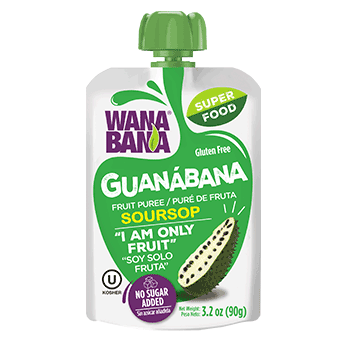 WANA
BANA®
SUPER
FOOD
Gluten Free
GUANÁBANA
FRUIT PUREE / PURÉ DE FRUTA
SOURSOP
"I AM ONLY
FRUIT"
"SOY SOLO
FRUTA"
U
KOSHER
NO SUGAR
ADDED
Sin azúcar añadida
Net Weight:
Peso Neto:
3.2 oz (90g)